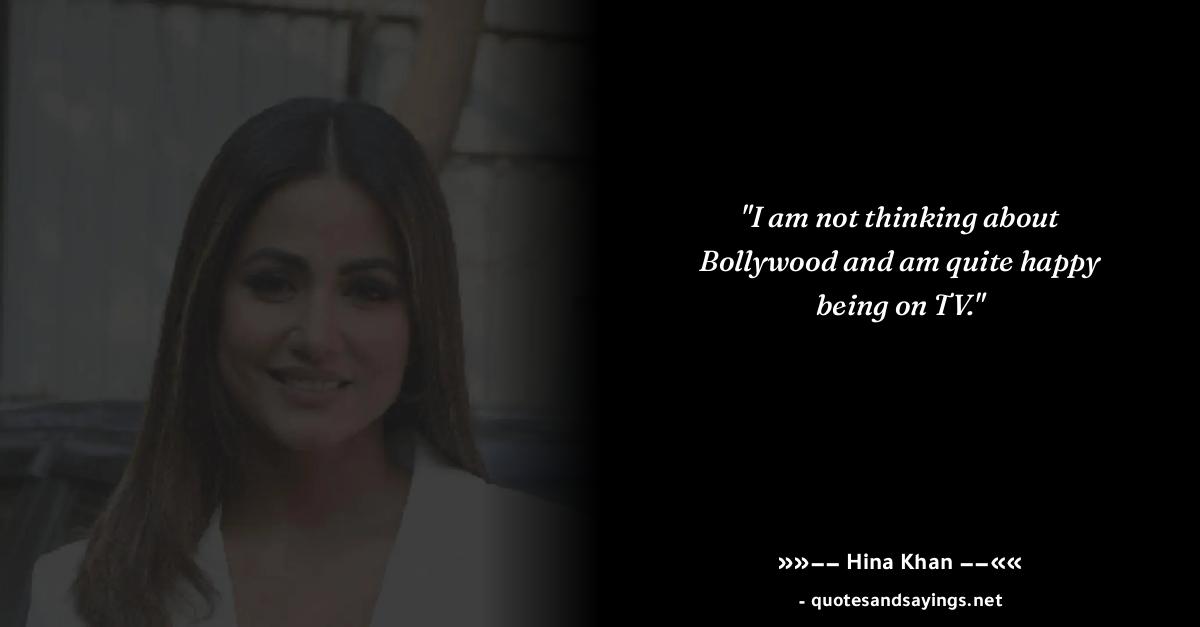 "I am not thinking about
Bollywood and am quite happy
being on TV."
»»−− Hina Khan −−««
- quotesandsayings.net